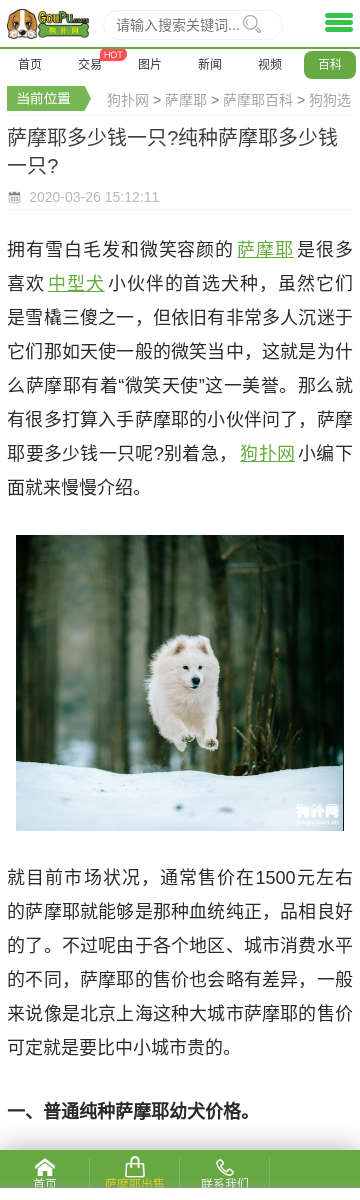 GouPu.com.cn
狗扑网
请输入搜索关键词...
首页 交易 HOT 图片 新闻 视频 百科
当前位置 狗扑网 > 萨摩耶 > 萨摩耶百科 > 狗狗选
萨摩耶多少钱一只?纯种萨摩耶多少钱
一只?
2020-03-26 15:12:11
拥有雪白毛发和微笑容颜的 萨摩耶 是很多
喜欢 中型犬 小伙伴的首选犬种，虽然它们
是雪橇三傻之一，但依旧有非常多人沉迷于
它们那如天使一般的微笑当中，这就是为什
么萨摩耶有着“微笑天使”这一美誉。那么就
有很多打算入手萨摩耶的小伙伴问了，萨摩
耶要多少钱一只呢?别着急， 狗扑网 小编下
面就来慢慢介绍。
狗扑网
就目前市场状况，通常售价在1500元左右
的萨摩耶就能够是那种血统纯正，品相良好
的了。不过呢由于各个地区、城市消费水平
的不同，萨摩耶的售价也会略有差异，一般
来说像是北京上海这种大城市萨摩耶的售价
可定就是要比中小城市贵的。
一、普通纯种萨摩耶幼犬价格。
首页 萨摩耶出售 联系我们